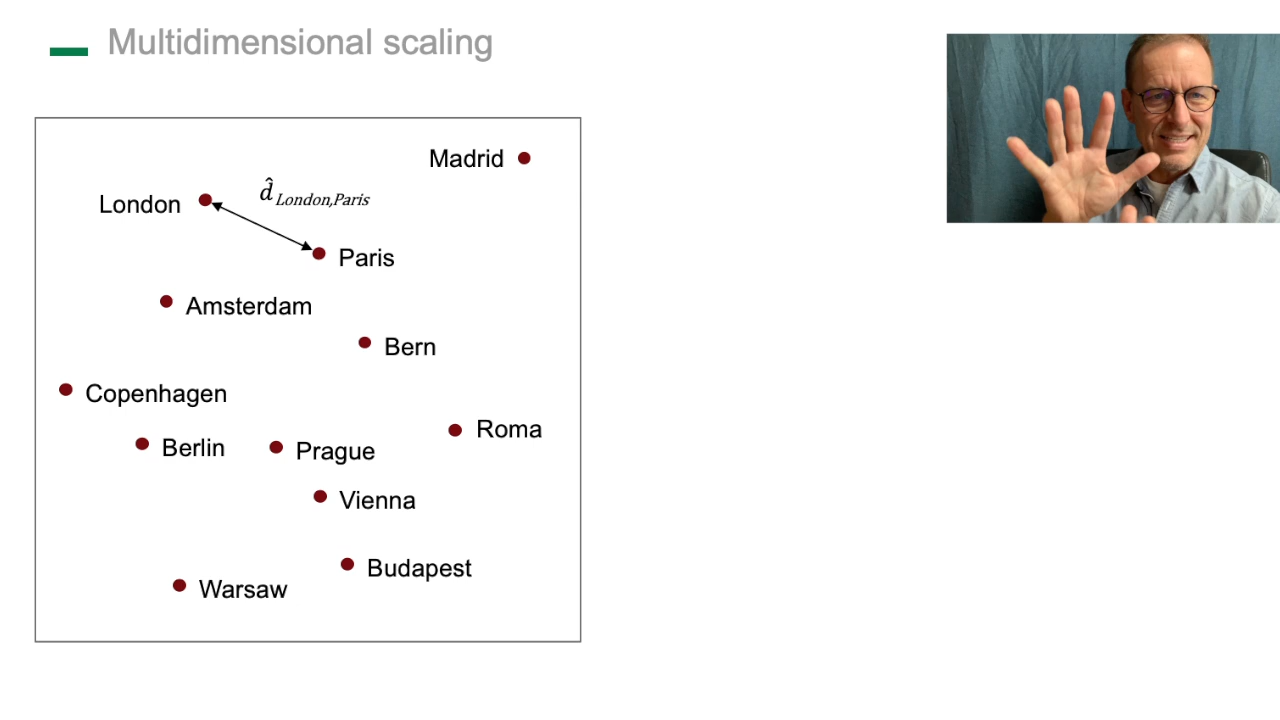 Multidimensional scaling
Madrid
London
d̂ London,Paris
Paris
Amsterdam
Bern
Copenhagen
Roma
Berlin
Prague
Vienna
Budapest
Warsaw